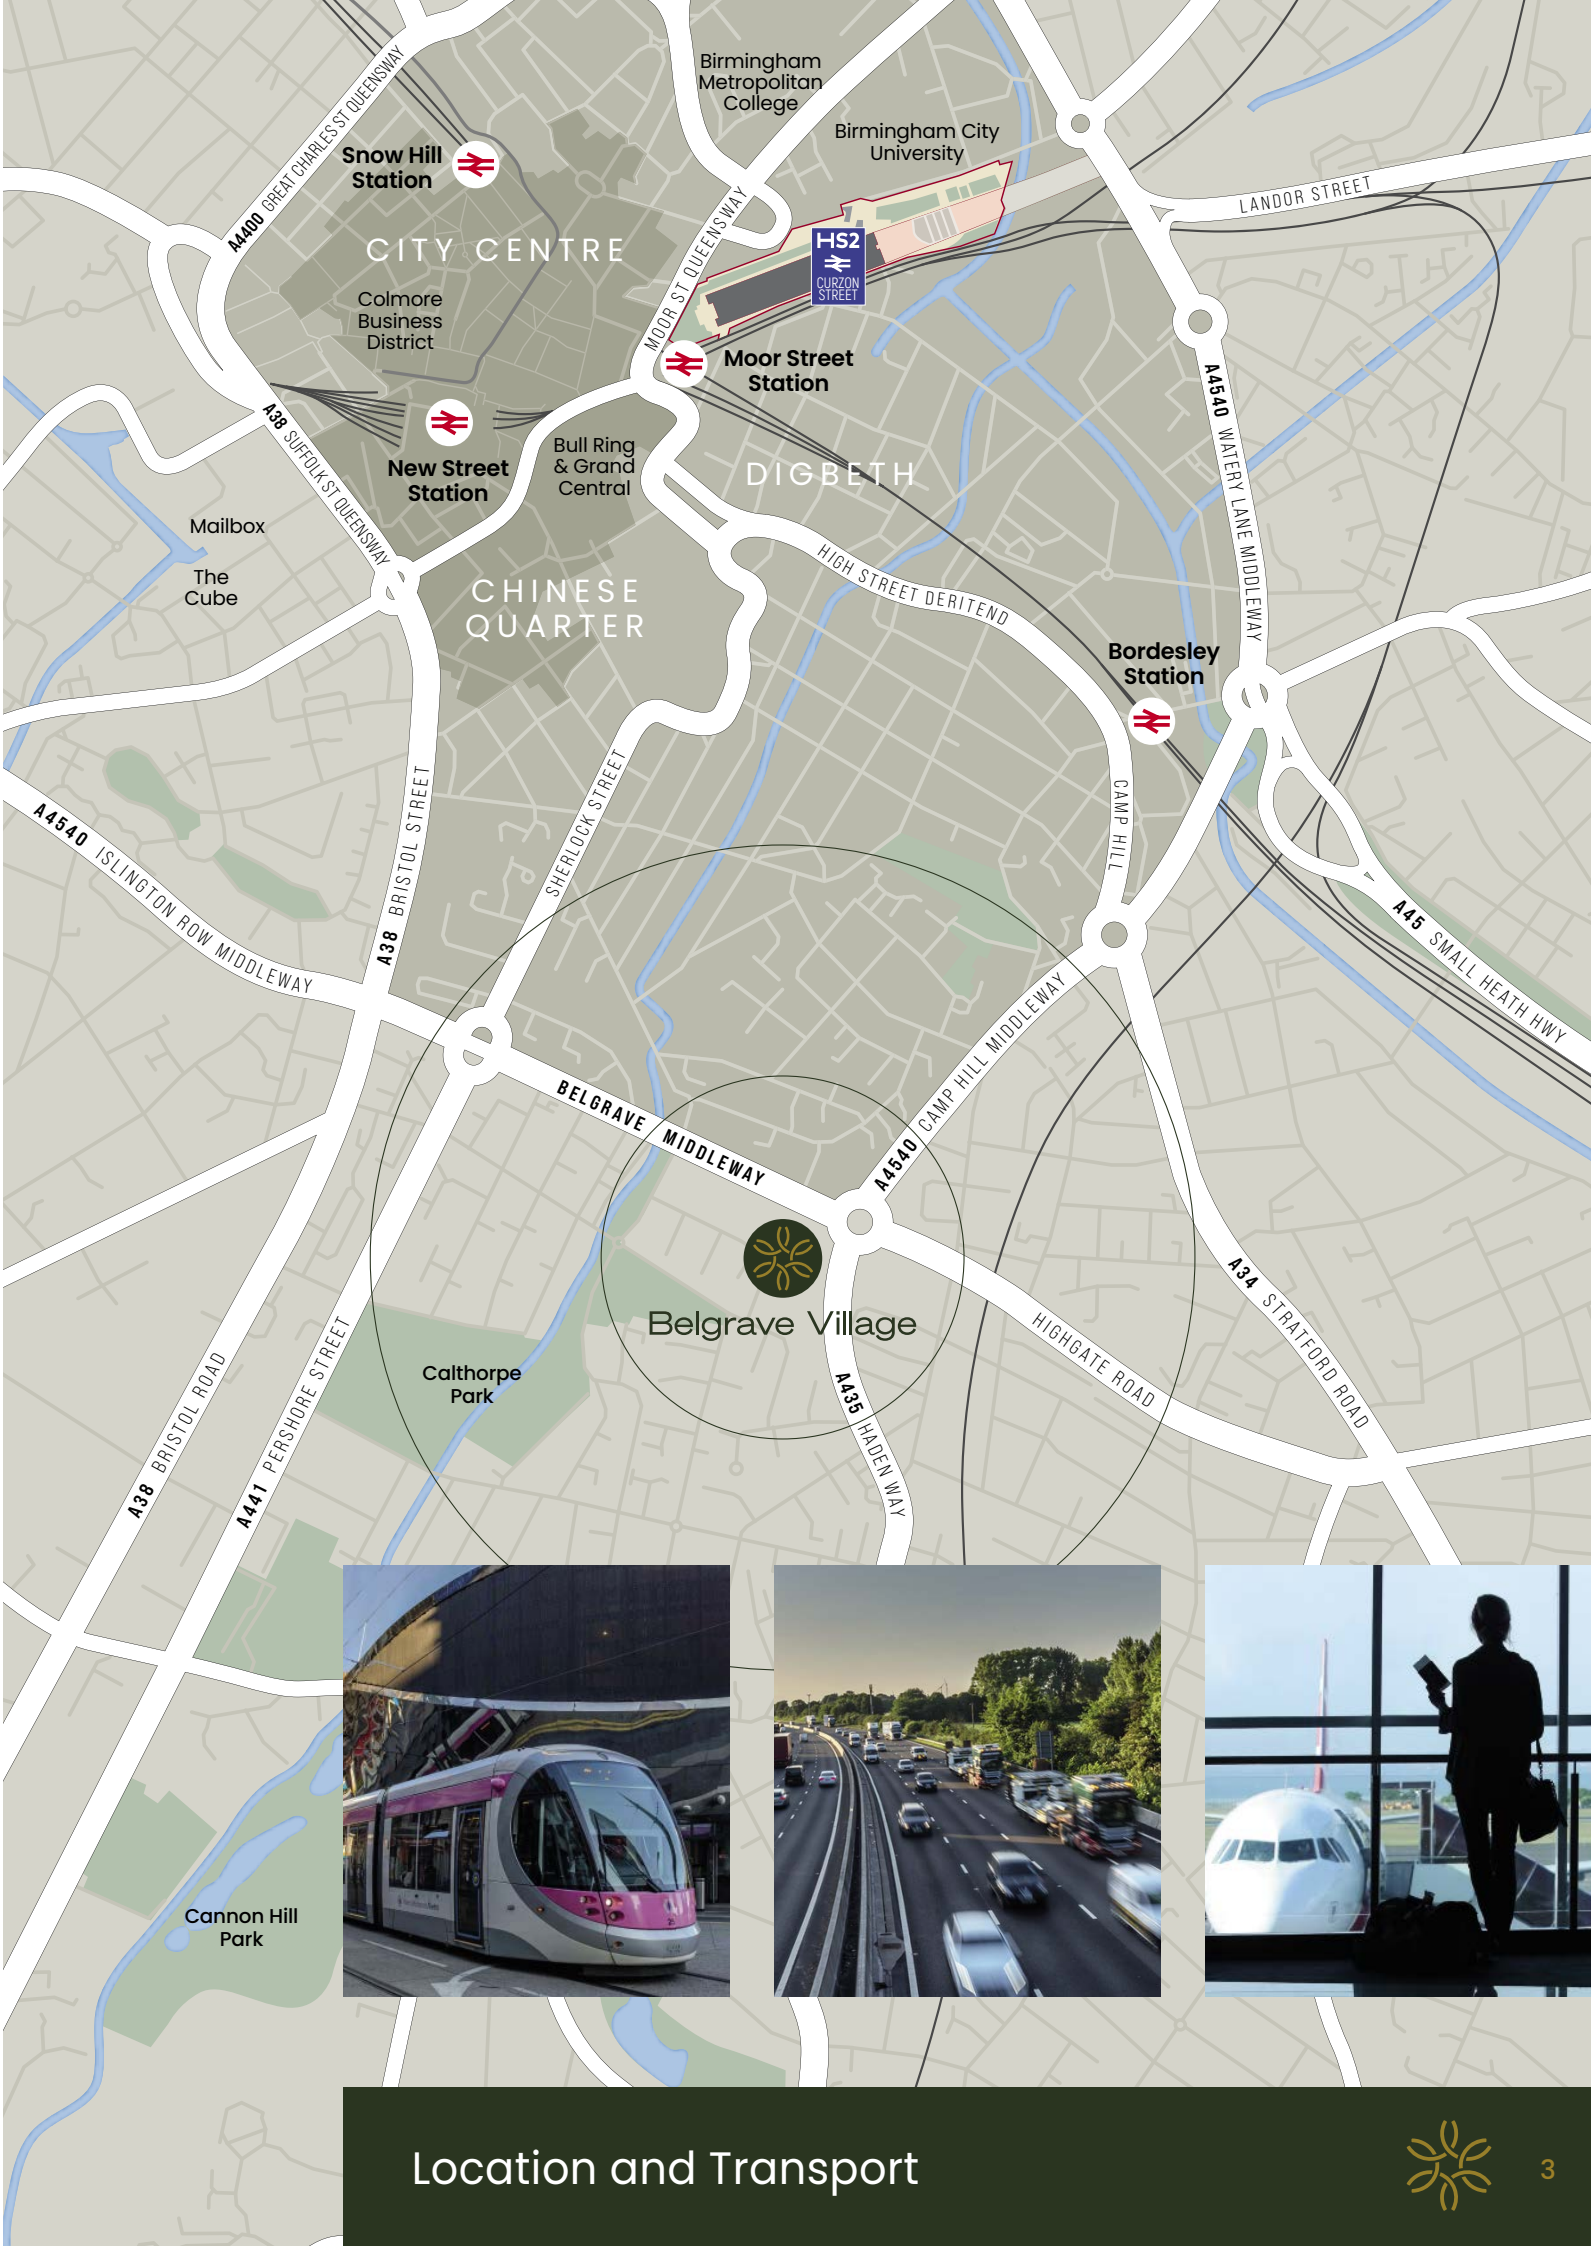 Birmingham
Metropolitan
College
Birmingham City
University
A4400 GREAT CHARLES ST QUEENSWAY
Snow Hill
Station
CITY CENTRE
MOOR ST QUEENSWAY
HS2
CURZON
STREET
LANDOR STREET
Colmore
Business
District
Moor Street
Station
A4540 WATERY LANE MIDDLEWAY
A38 SUFFOLK ST QUEENSWAY
New Street
Station
Bull Ring
& Grand
Central
DIGBETH
Mailbox
The
Cube
CHINESE
QUARTER
HIGH STREET DERITEND
Bordesley
Station
A4540 ISLINGTON ROW MIDDLEWAY
A38 BRISTOL STREET
SHERLOCK STREET
CAMP HILL
A45 SMALL HEATH HWY
BELGRAVE MIDDLEWAY
A4540 CAMP HILL MIDDLEWAY
Belgrave Village
A34 STRATFORD ROAD
HIGHGATE ROAD
Calthorpe
Park
A435 HADEN WAY
A38 BRISTOL ROAD
A441 PERSHORE STREET
Cannon Hill
Park
Location and Transport
3